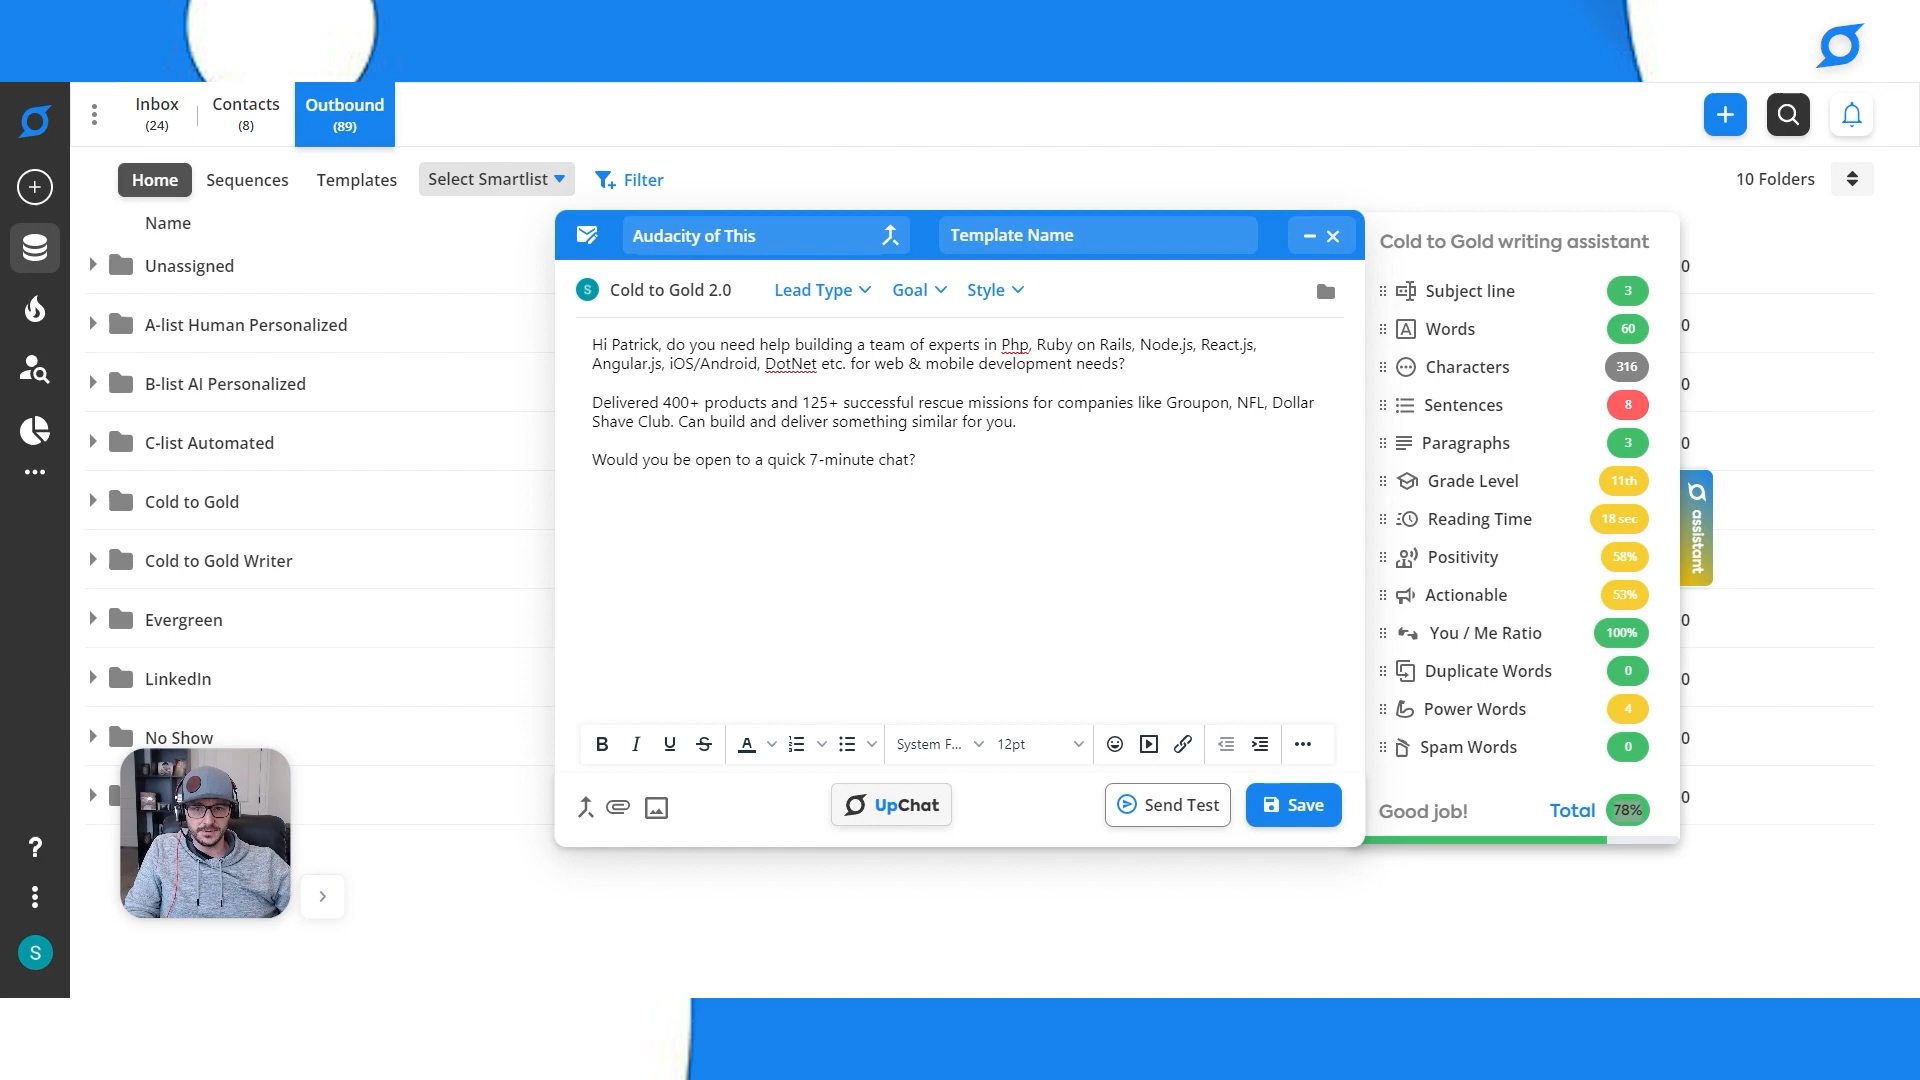 Inbox
(24)
Contacts
(8)
Outbound
(89)
Home
Sequences
Templates
Select Smartlist
Filter
10 Folders
Name
Unassigned
0
A-list Human Personalized
0
B-list AI Personalized
0
C-list Automated
0
Cold to Gold
Cold to Gold Writer
Evergreen
0
LinkedIn
0
No Show
0
0
Audacity of This
Template Name
S
Cold to Gold 2.0
Lead Type
Goal
Style
Hi Patrick, do you need help building a team of experts in Php, Ruby on Rails, Node.js, React.js,
Angular.js, iOS/Android, DotNet etc. for web & mobile development needs?
Delivered 400+ products and 125+ successful rescue missions for companies like Groupon, NFL, Dollar
Shave Club. Can build and deliver something similar for you.
Would you be open to a quick 7-minute chat?
B I U S A
System F...
12pt
UpChat
Send Test
Save
Cold to Gold writing assistant
Subject line 3
Words 60
Characters 316
Sentences 8
Paragraphs 3
Grade Level 11th
Reading Time 18 sec
Positivity 58%
Actionable 53%
You / Me Ratio 100%
Duplicate Words 0
Power Words 4
Spam Words 0
Good job!
Total 78%
assistant
?
S